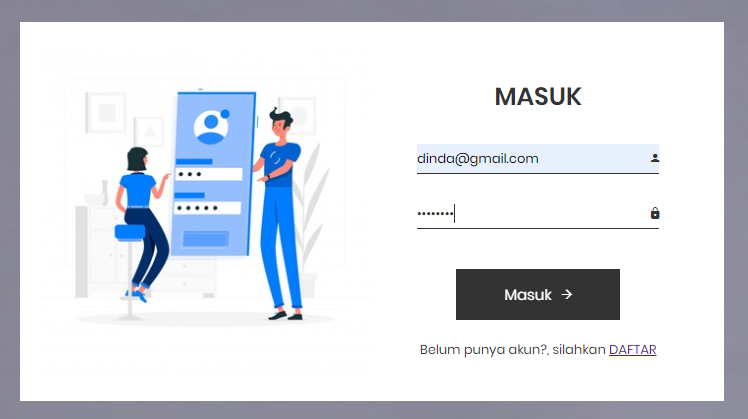 MASUK
dinda@gmail.com
••••••••
Masuk →
Belum punya akun?, silahkan DAFTAR